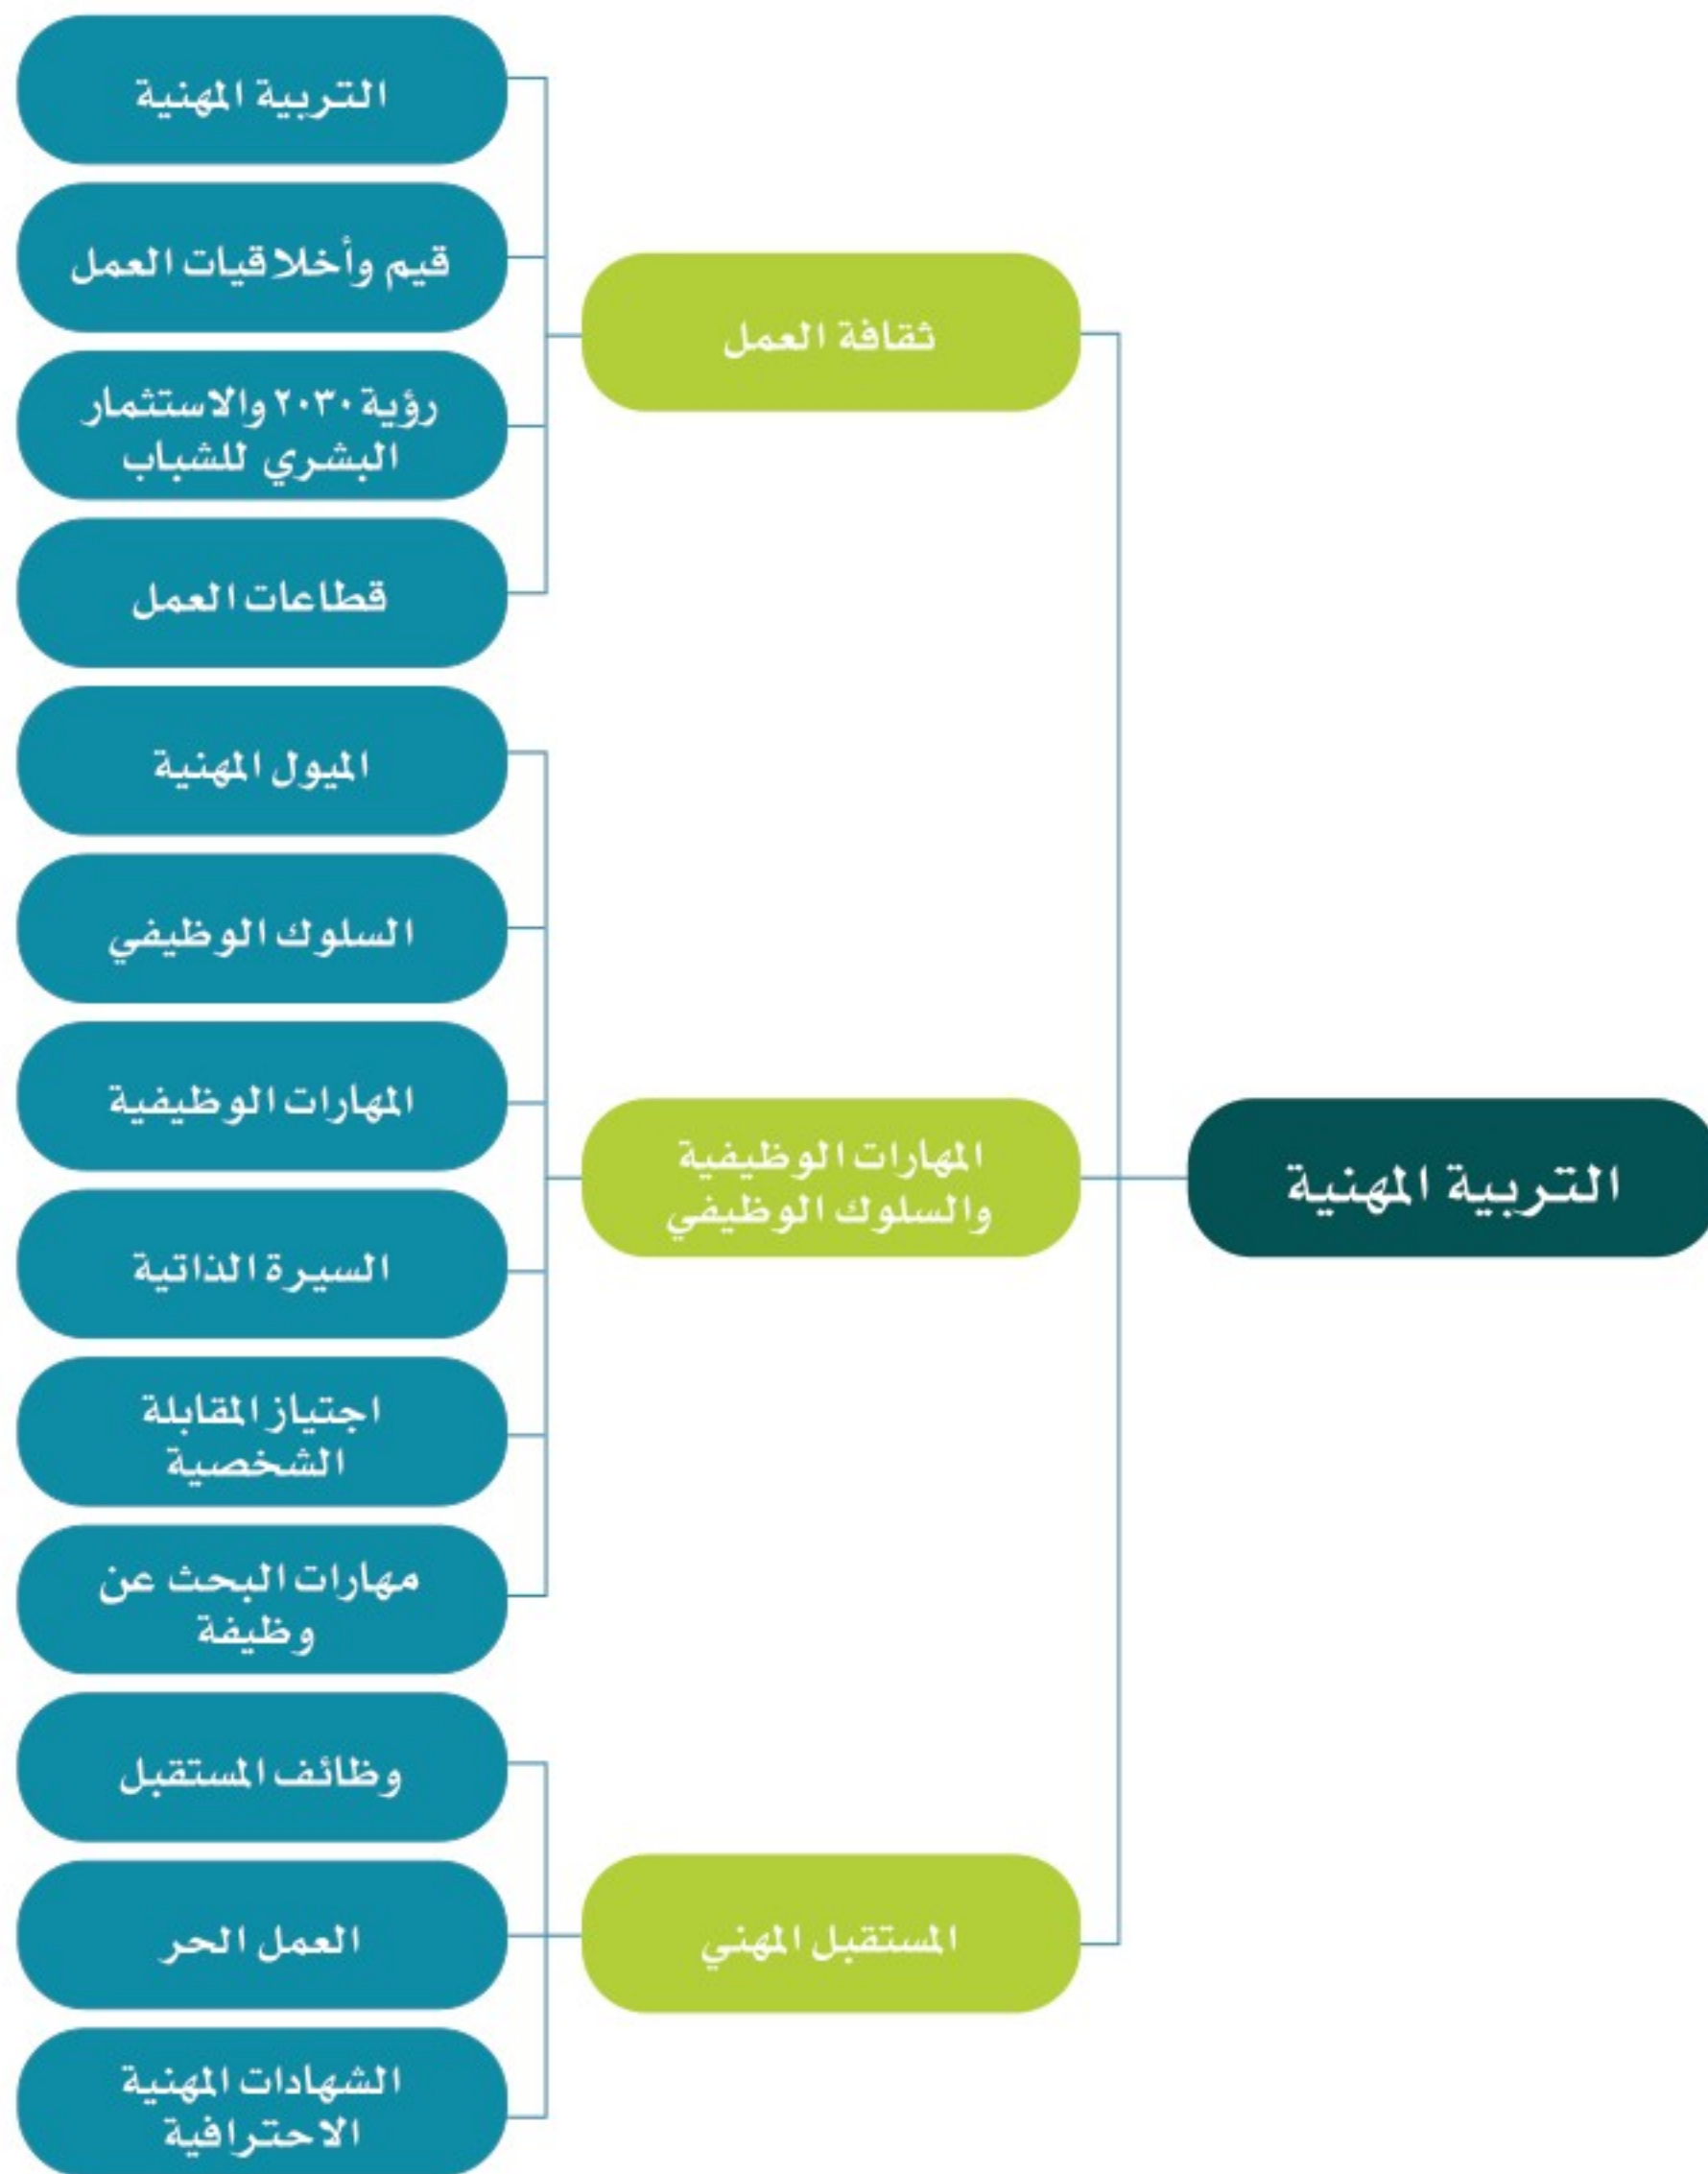 التربية المهنية
ثقافة العمل
التربية المهنية
قيم وأخلاقيات العمل
رؤية ٢٠٣٠ والاستثمار
البشري للشباب
قطاعات العمل
المهارات الوظيفية
والسلوك الوظيفي
الميول المهنية
السلوك الوظيفي
المهارات الوظيفية
السيرة الذاتية
اجتياز المقابلة
الشخصية
مهارات البحث عن
وظيفة
المستقبل المهني
وظائف المستقبل
العمل الحر
الشهادات المهنية
الاحترافية